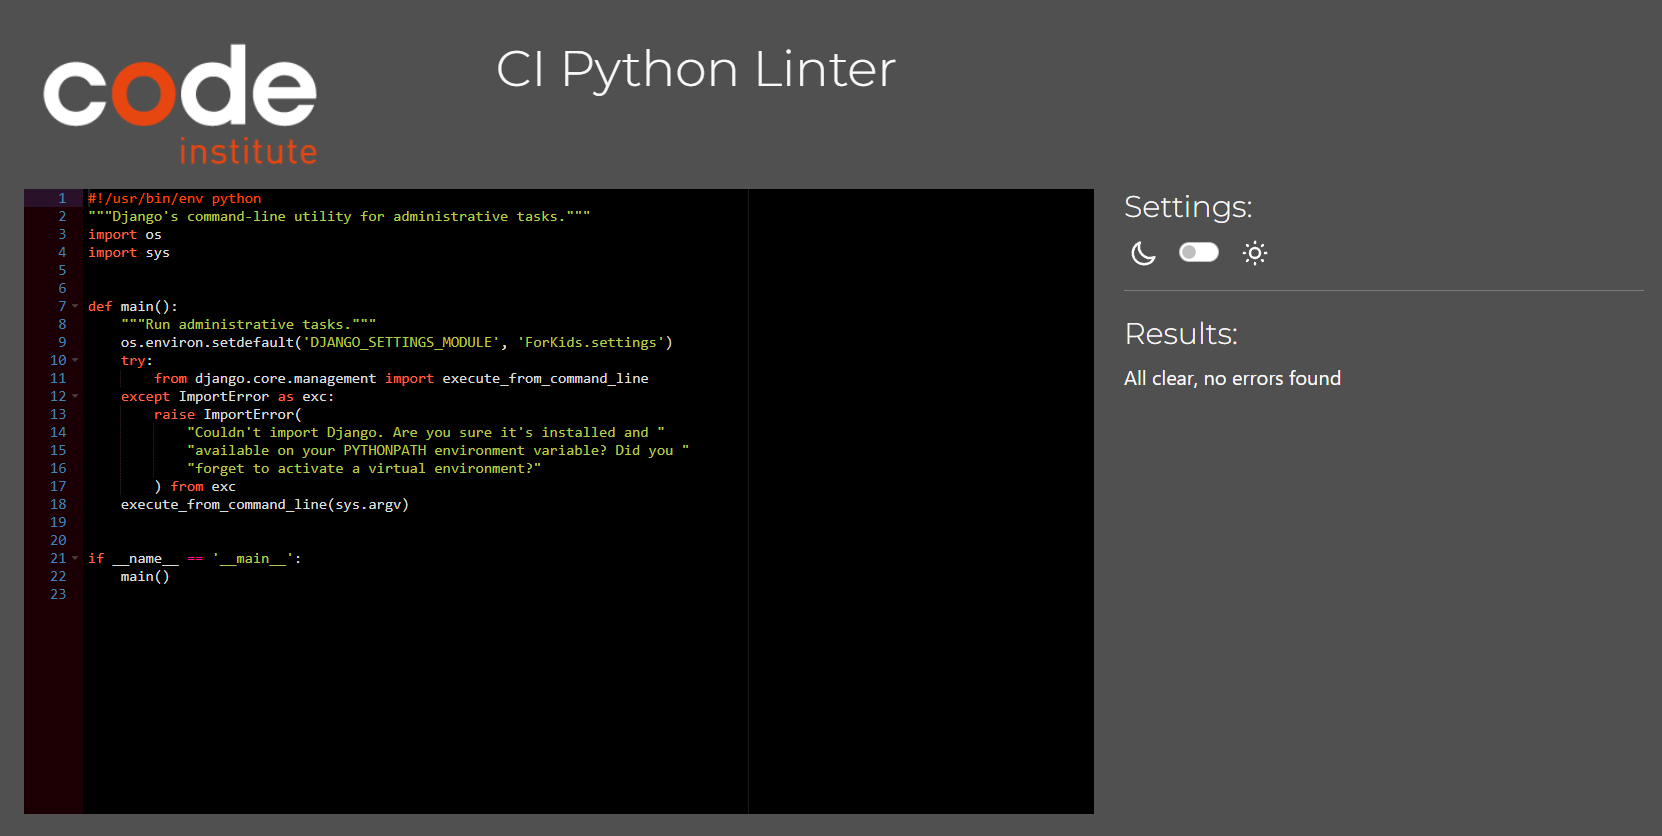 code
institute
CI Python Linter
1 #!/usr/bin/env python
2 """Django's command-line utility for administrative tasks."""
3 import os
4 import sys
5
6
7 def main():
8     """Run administrative tasks."""
9     os.environ.setdefault('DJANGO_SETTINGS_MODULE', 'ForKids.settings')
10     try:
11         from django.core.management import execute_from_command_line
12     except ImportError as exc:
13         raise ImportError(
14             "Couldn't import Django. Are you sure it's installed and "
15             "available on your PYTHONPATH environment variable? Did you "
16             "forget to activate a virtual environment?"
17         ) from exc
18     execute_from_command_line(sys.argv)
19
20
21 if __name__ == '__main__':
22     main()
23
Settings:
Results:
All clear, no errors found